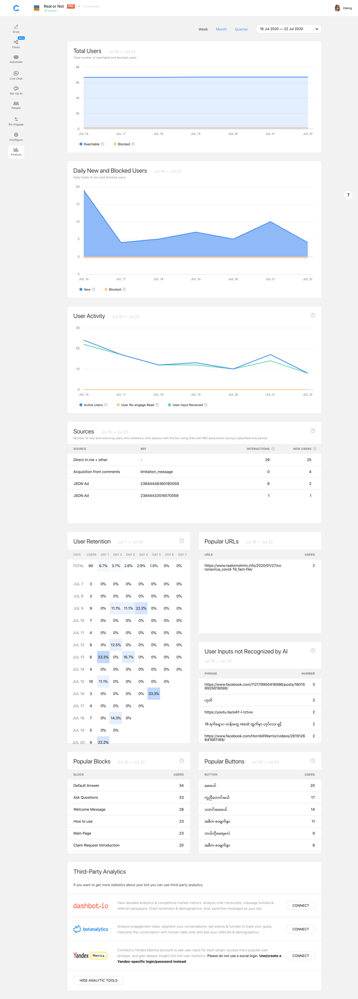 Real or Not PRO m.me/realo...
SAVED
Hlaing
Grow
Beta
Flows
Automate
Live Chat
Set Up AI
People
Re-Engage
Configure
Analyze
Week Month Quarter 16 Jul 2020 — 22 Jul 2020
Total Users Jul 16 — Jul 22
Total number of reachable and blocked users.
8k
6k
4k
2k
0
JUL 16 JUL 17 JUL 18 JUL 19 JUL 20 JUL 21 JUL 22
Reachable ? Blocked ?
Daily New and Blocked Users Jul 16 — Jul 22
Daily totals of new and blocked users.
20
15
10
5
0
5
JUL 16 JUL 17 JUL 18 JUL 19 JUL 20 JUL 21 JUL 22
New ? Blocked ?
?
User Activity Jul 16 — Jul 22 ?
30
20
10
0
JUL 16 JUL 17 JUL 18 JUL 19 JUL 20 JUL 21 JUL 22
Active Users ? User Re-engage Read ? User Input Received ?
Sources Jul 16 — Jul 22 ?
Number of new and returning users who initiated a chat session with the bot using links with REF parameters during a specified time period.
SOURCE REF INTERACTIONS ? NEW USERS ?
Direct m.me + other - 29 25
Acquisition from comments limitation_message 0 4
JSON Ad 23844448360180059 6 2
JSON Ad 23844433516570059 1 1
User Retention Jul 7 — Jul 20 ?
DATE USERS DAY 1 DAY 2 DAY 3 DAY 4 DAY 5 DAY 6 DAY 7
TOTAL 90 6.7% 3.7% 2.6% 2.9% 1.5% 0% 0%
JUL 7 3 0% 0% 0% 0% 0% 0% 0%
JUL 8 3 0% 0% 0% 0% 0% 0% 0%
JUL 9 9 0% 11.1% 11.1% 22.2% 0% 0% 0%
JUL 10 7 0% 0% 0% 0% 0% 0% 0%
JUL 11 4 0% 0% 0% 0% 0% 0% 0%
JUL 12 8 0% 12.5% 0% 0% 0% 0% 0%
JUL 13 6 33.3% 0% 16.7% 0% 0% 0% 0%
JUL 14 4 0% 0% 0% 0% 0% 0% 0%
JUL 15 18 11.1% 0% 0% 0% 0% 0%
JUL 16 3 0% 0% 0% 0% 33.3%
JUL 17 4 0% 0% 0% 0%
JUL 18 7 0% 14.3% 0%
JUL 19 5 0% 0%
JUL 20 9 22.2%
Popular URLs Jul 16 — Jul 22
URLS USERS
https://www.realornotmm.info/2020/01/27/co 2
ronavirus_covid-19_fact-file/
User Inputs not Recognized by AI ?
Jul 16 — Jul 22
PHRASE NUMBER
https://www.facebook.com/112179950416996/posts/16015 3
8925619098/
ဟုတ် 3
https://youtu.be/oAY-l-tztvw 2
18 ရက်နေ့၁၀ တန်းတွေ result ထွက်မှာ ဟုပ်လား ရှင့် 2
https://www.facebook.com/HornbillWarrior/videos/2619126 2
641661189/
Popular Blocks Jul 16 — Jul 22 ?
BLOCK USERS
Default Answer 34
Ask Questions 33
Welcome Message 28
How to use 23
Main Page 23
Claim Request Introduction 20
Popular Buttons Jul 16 — Jul 22 ?
BUTTON USERS
မေးမယ် 20
ကူညီတောင်းမယ် 17
သတင်းမေးမယ် 14
အဓိက စာမျက်နှာ 11
ဘယ်လိုမေးရမလဲ 9
အဓိက စာမျက်နှာ 9
Third-Party Analytics
If you want to get more statistics about your bot you can use third-party analytics.
dashbot.io
View detailed analytics & competitive market metrics. Analyze chat transcripts, message funnels &
referral campaigns. Chart sentiment & demographics. And, send live messages as your bot.
CONNECT
botanalytics
Analyze engagement rates, segment your conversations, set events & funnels to track your goals,
intervene the conversation with human-take-over and see your referrals & demographics.
CONNECT
Yandex Metrica
Connect a Yandex Metrica account to see user input for each plugin, access more popular user
phrases, and gain deeper insight into the user statistics. Please do not use a social login. Use/create a
Yandex-specific login/password instead.
CONNECT
HIDE ANALYTIC TOOLS